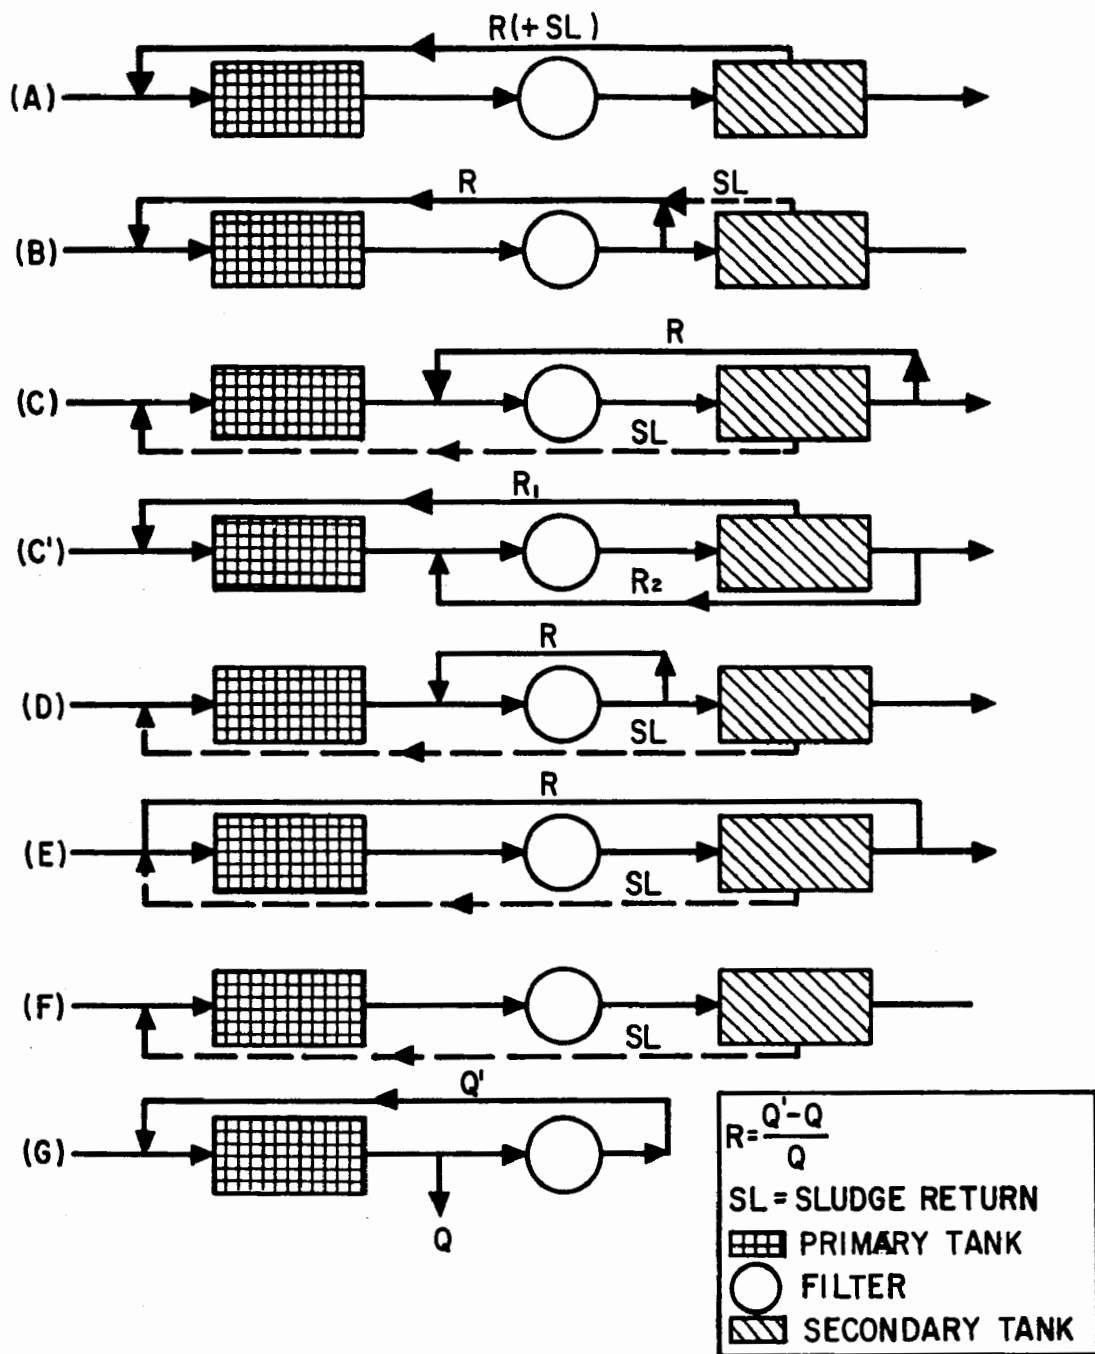 R(+SL)
(A)
R
SL
(B)
R
(C)
SL
R₁
(C')
R₂
R
(D)
SL
R
(E)
SL
(F)
SL
Q'
(G)
Q
R=Q'-Q/Q
SL=SLUDGE RETURN
PRIMARY TANK
FILTER
SECONDARY TANK